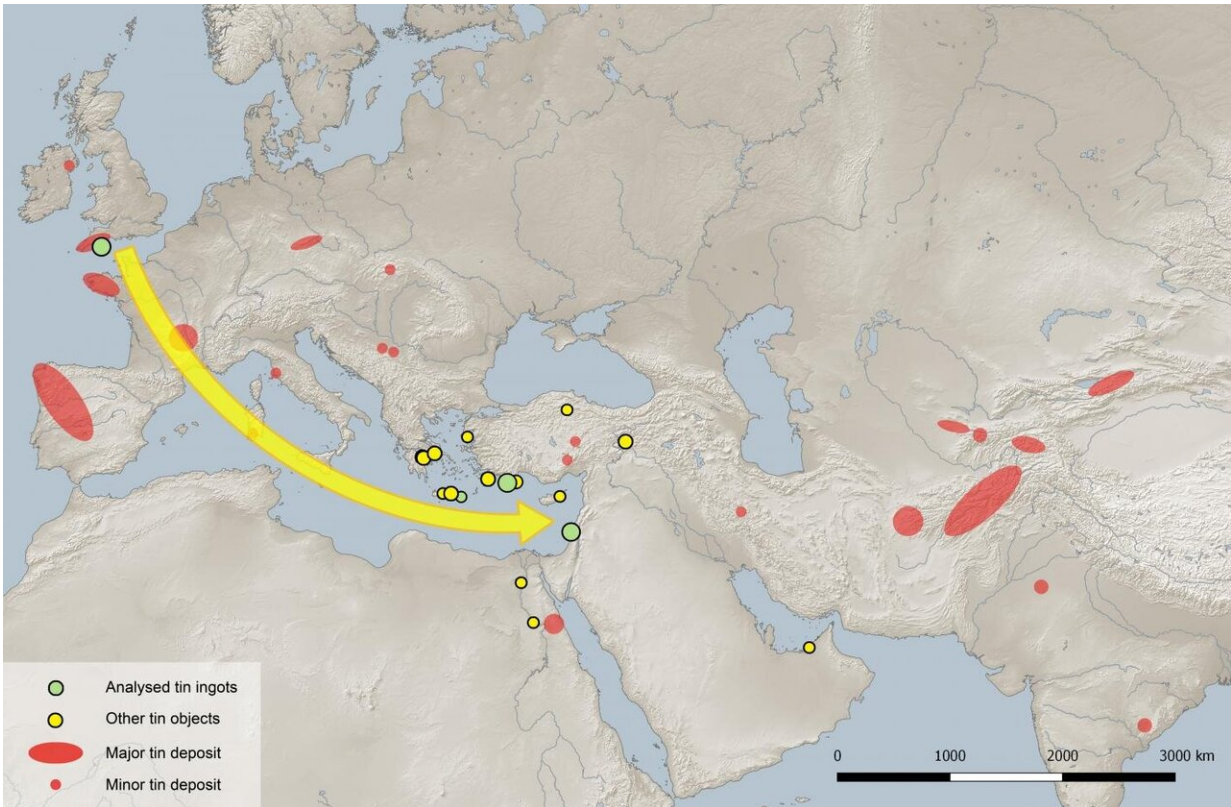 Analysed tin ingots
Other tin objects
Major tin deposit
Minor tin deposit
0 1000 2000 3000 km